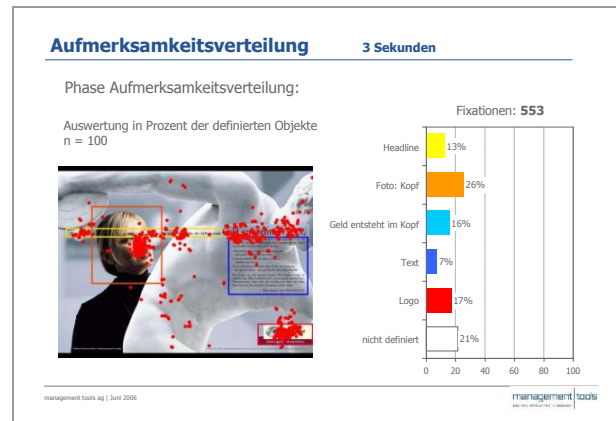 Aufmerksamkeitsverteilung 3 Sekunden
Phase Aufmerksamkeitsverteilung:
Auswertung in Prozent der definierten Objekte
n = 100
Fixationen: 553
Headline 13%
Foto: Kopf 26%
Geld entsteht im Kopf 16%
Text 7%
Logo 17%
nicht definiert 21%
0 20 40 60 80 100
management tools ag | Juni 2006
management tools